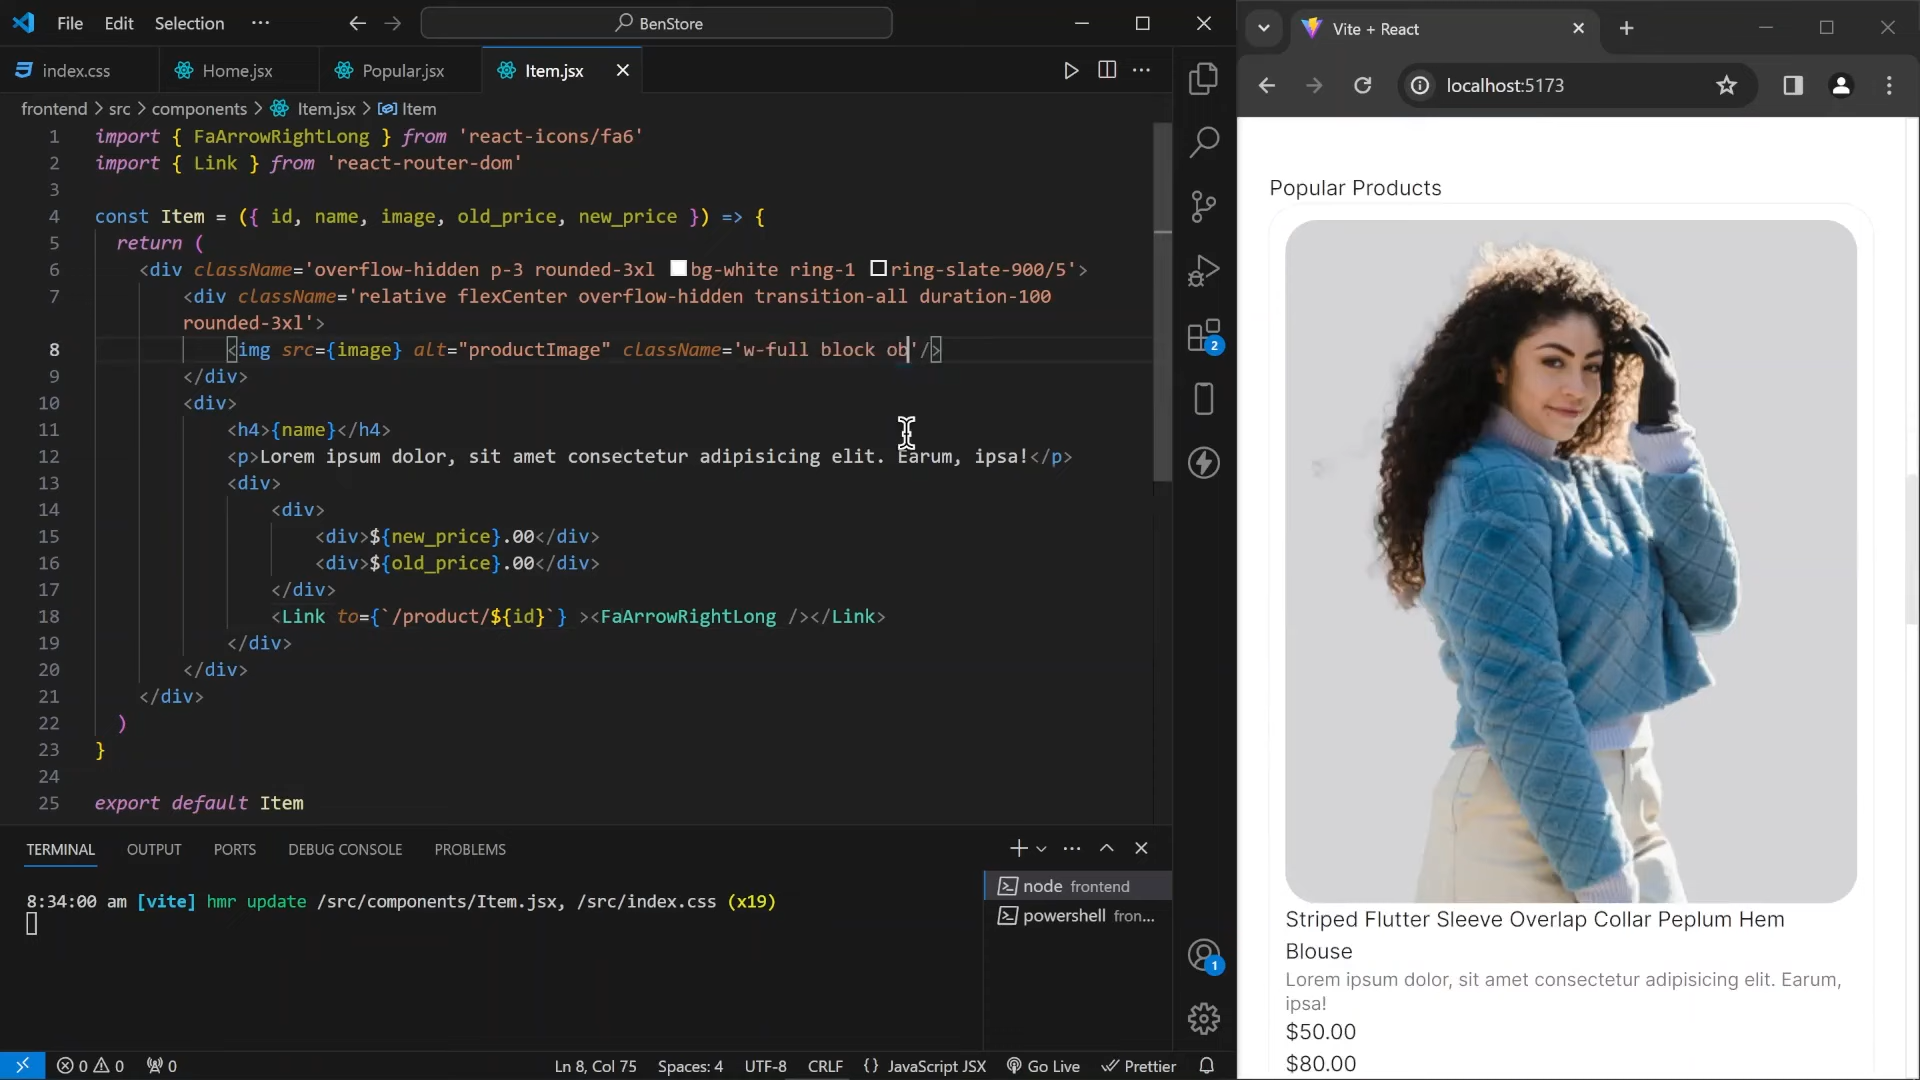 File Edit Selection ··· BenStore
index.css Home.jsx Popular.jsx Item.jsx
frontend > src > components > Item.jsx > Item
1 import { FaArrowRightLong } from 'react-icons/fa6'
2 import { Link } from 'react-router-dom'
3
4 const Item = ({ id, name, image, old_price, new_price }) => {
5 return (
6 <div className='overflow-hidden p-3 rounded-3xl bg-white ring-1 ring-slate-900/5'>
7 <div className='relative flexCenter overflow-hidden transition-all duration-100
rounded-3xl'>
8 <img src={image} alt="productImage" className='w-full block ob'/>
9 </div>
10 <div>
11 <h4>{name}</h4>
12 <p>Lorem ipsum dolor, sit amet consectetur adipisicing elit. Earum, ipsa!</p>
13 <div>
14 <div>
15 <div>${new_price}.00</div>
16 <div>${old_price}.00</div>
17 </div>
18 <Link to={`/product/${id}`} ><FaArrowRightLong /></Link>
19 </div>
20 </div>
21 </div>
22 )
23 }
24
25 export default Item
TERMINAL OUTPUT PORTS DEBUG CONSOLE PROBLEMS
8:34:00 am [vite] hmr update /src/components/Item.jsx, /src/index.css (x19)
node frontend
powershell fron...
2
1
0 0 0 Ln 8, Col 75 Spaces: 4 UTF-8 CRLF {} JavaScript JSX Go Live Prettier
Vite + React
localhost:5173
Popular Products
Striped Flutter Sleeve Overlap Collar Peplum Hem
Blouse
Lorem ipsum dolor, sit amet consectetur adipisicing elit. Earum,
ipsa!
$50.00
$80.00